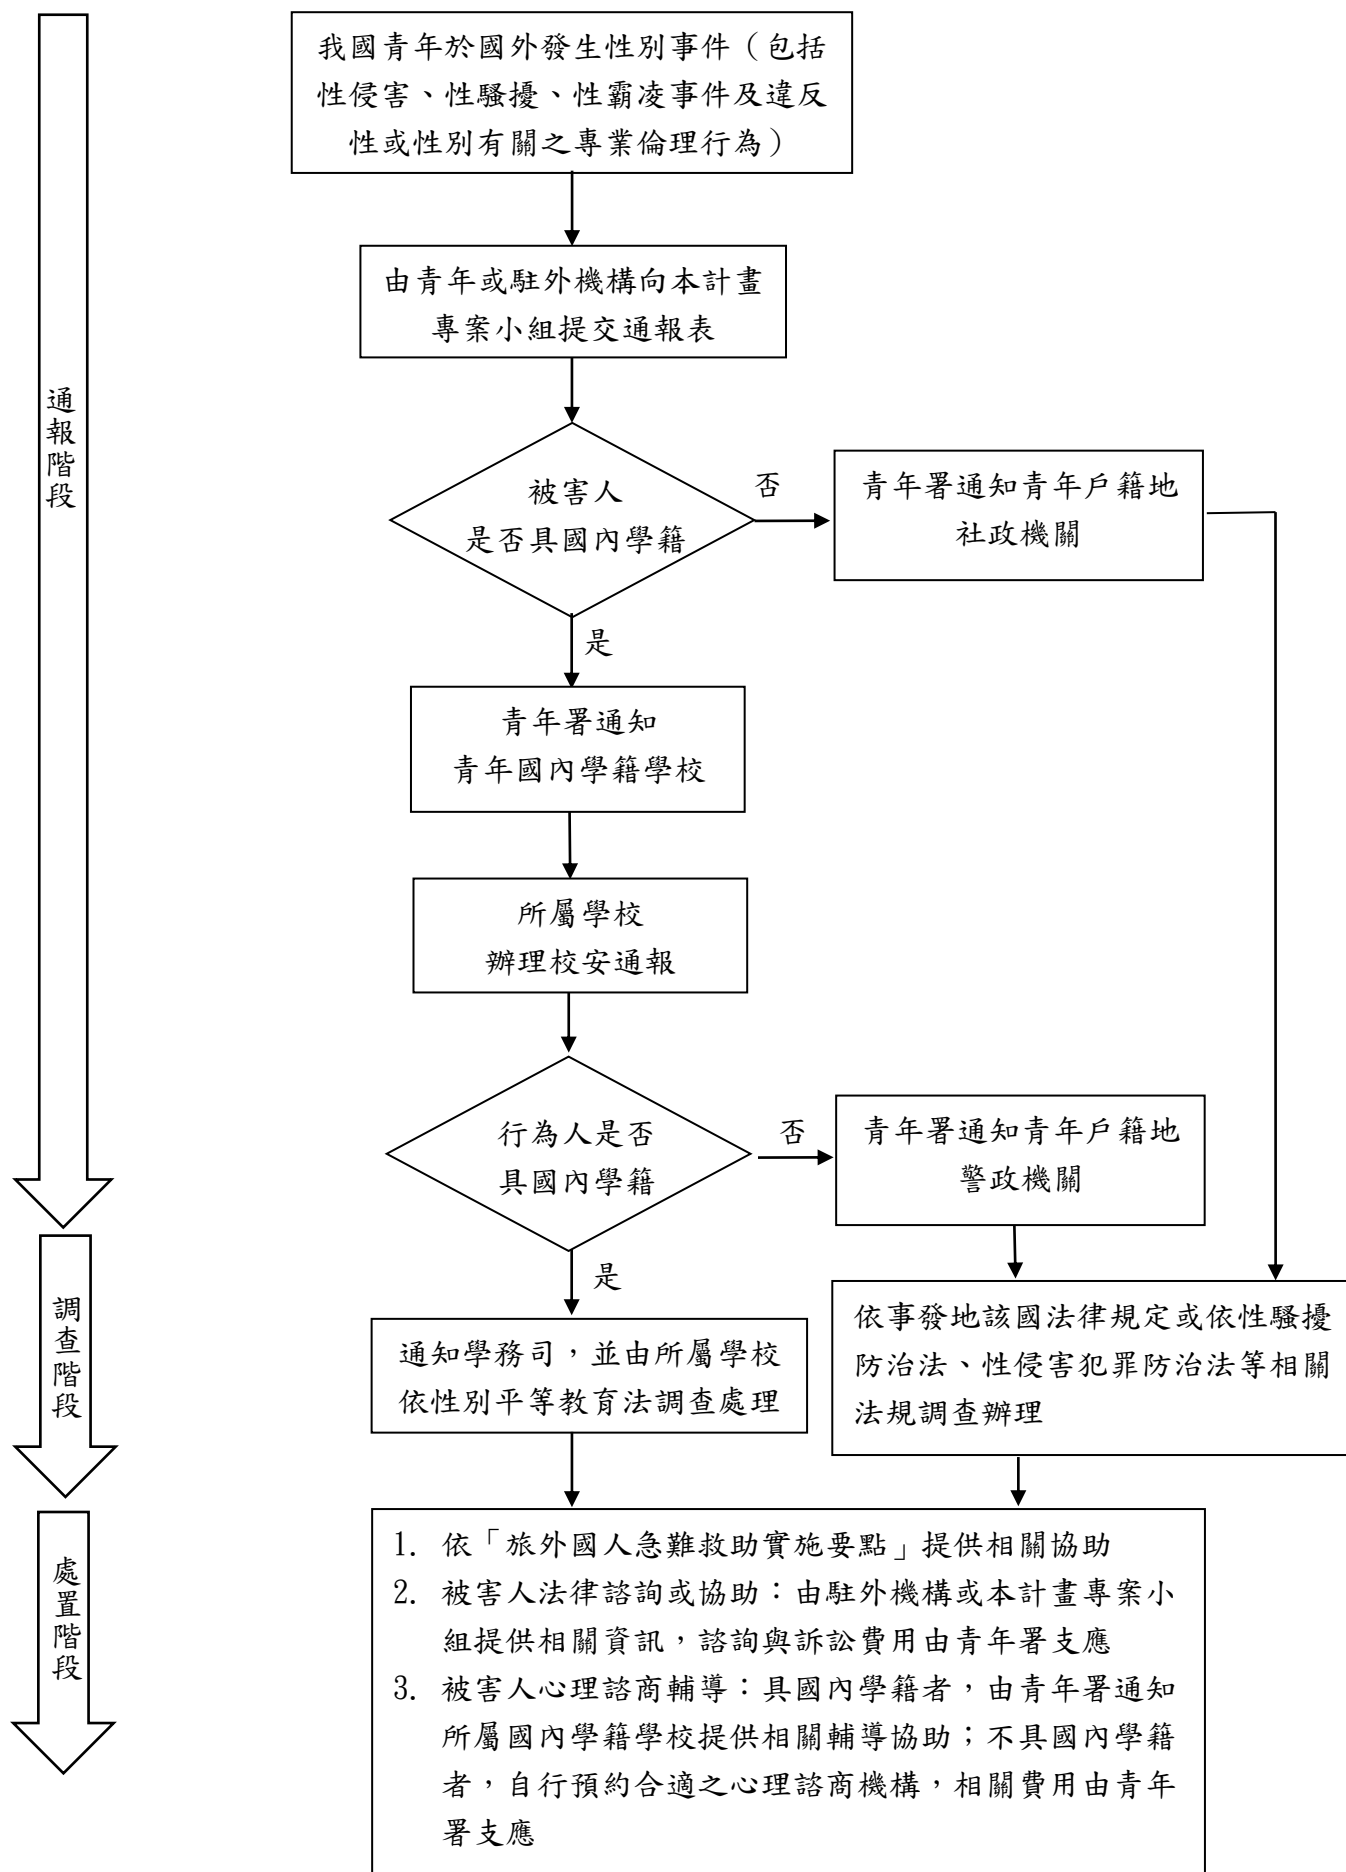 我國青年於國外發生性別事件（包括
性侵害、性騷擾、性霸凌事件及違反
性或性別有關之專業倫理行為）
由青年或駐外機構向本計畫
專案小組提交通報表
通報階段
被害人
是否具國內學籍
否
青年署通知青年戶籍地
社政機關
是
青年署通知
青年國內學籍學校
所屬學校
辦理校安通報
行為人是否
具國內學籍
否
青年署通知青年戶籍地
警政機關
是
調查階段
通知學務司，並由所屬學校
依性別平等教育法調查處理
依事發地該國法律規定或依性騷擾
防治法、性侵害犯罪防治法等相關
法規調查辦理
處置階段
1. 依「旅外國人急難救助實施要點」提供相關協助
2. 被害人法律諮詢或協助：由駐外機構或本計畫專案小
組提供相關資訊，諮詢與訴訟費用由青年署支應
3. 被害人心理諮商輔導：具國內學籍者，由青年署通知
所屬國內學籍學校提供相關輔導協助；不具國內學籍
者，自行預約合適之心理諮商機構，相關費用由青年
署支應